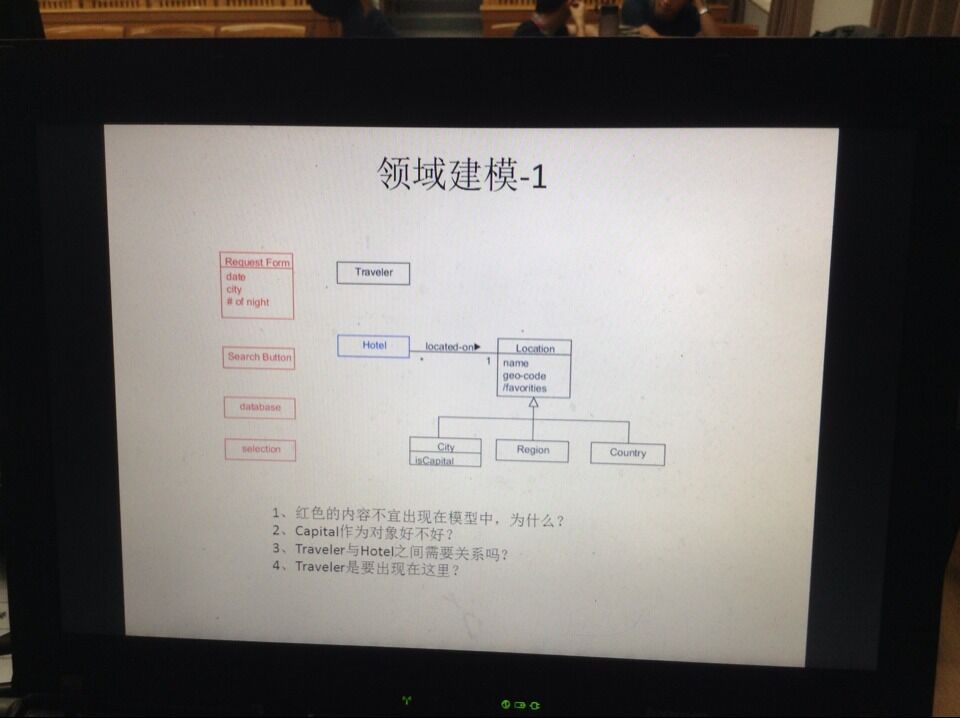 领域建模-1
Request Form
date
city
# of night
Traveler
Search Button
Hotel
located-on▶
*
1
Location
name
geo-code
/favorities
database
selection
City
isCapital
Region
Country
1、红色的内容不宜出现在模型中，为什么？
2、Capital作为对象好不好？
3、Traveler与Hotel之间需要关系吗？
4、Traveler是要出现在这里？